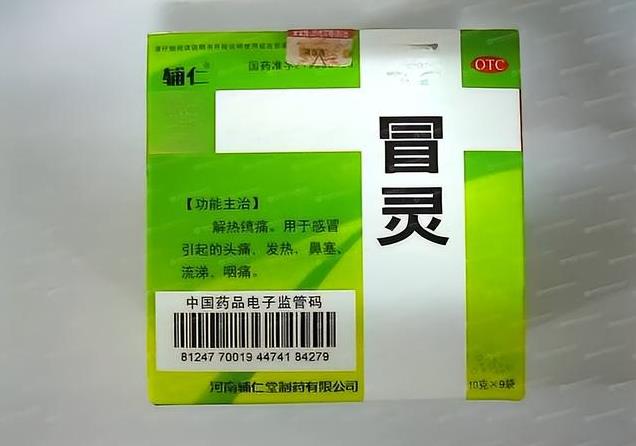 辅仁
国药准字
OTC
冒
灵
【功能主治】
解热镇痛。用于感冒
引起的头痛、发热、鼻塞、
流涕、咽痛。
中国药品电子监管码
81247 70019 44741 84279
河南辅仁堂制药有限公司
10克×9袋